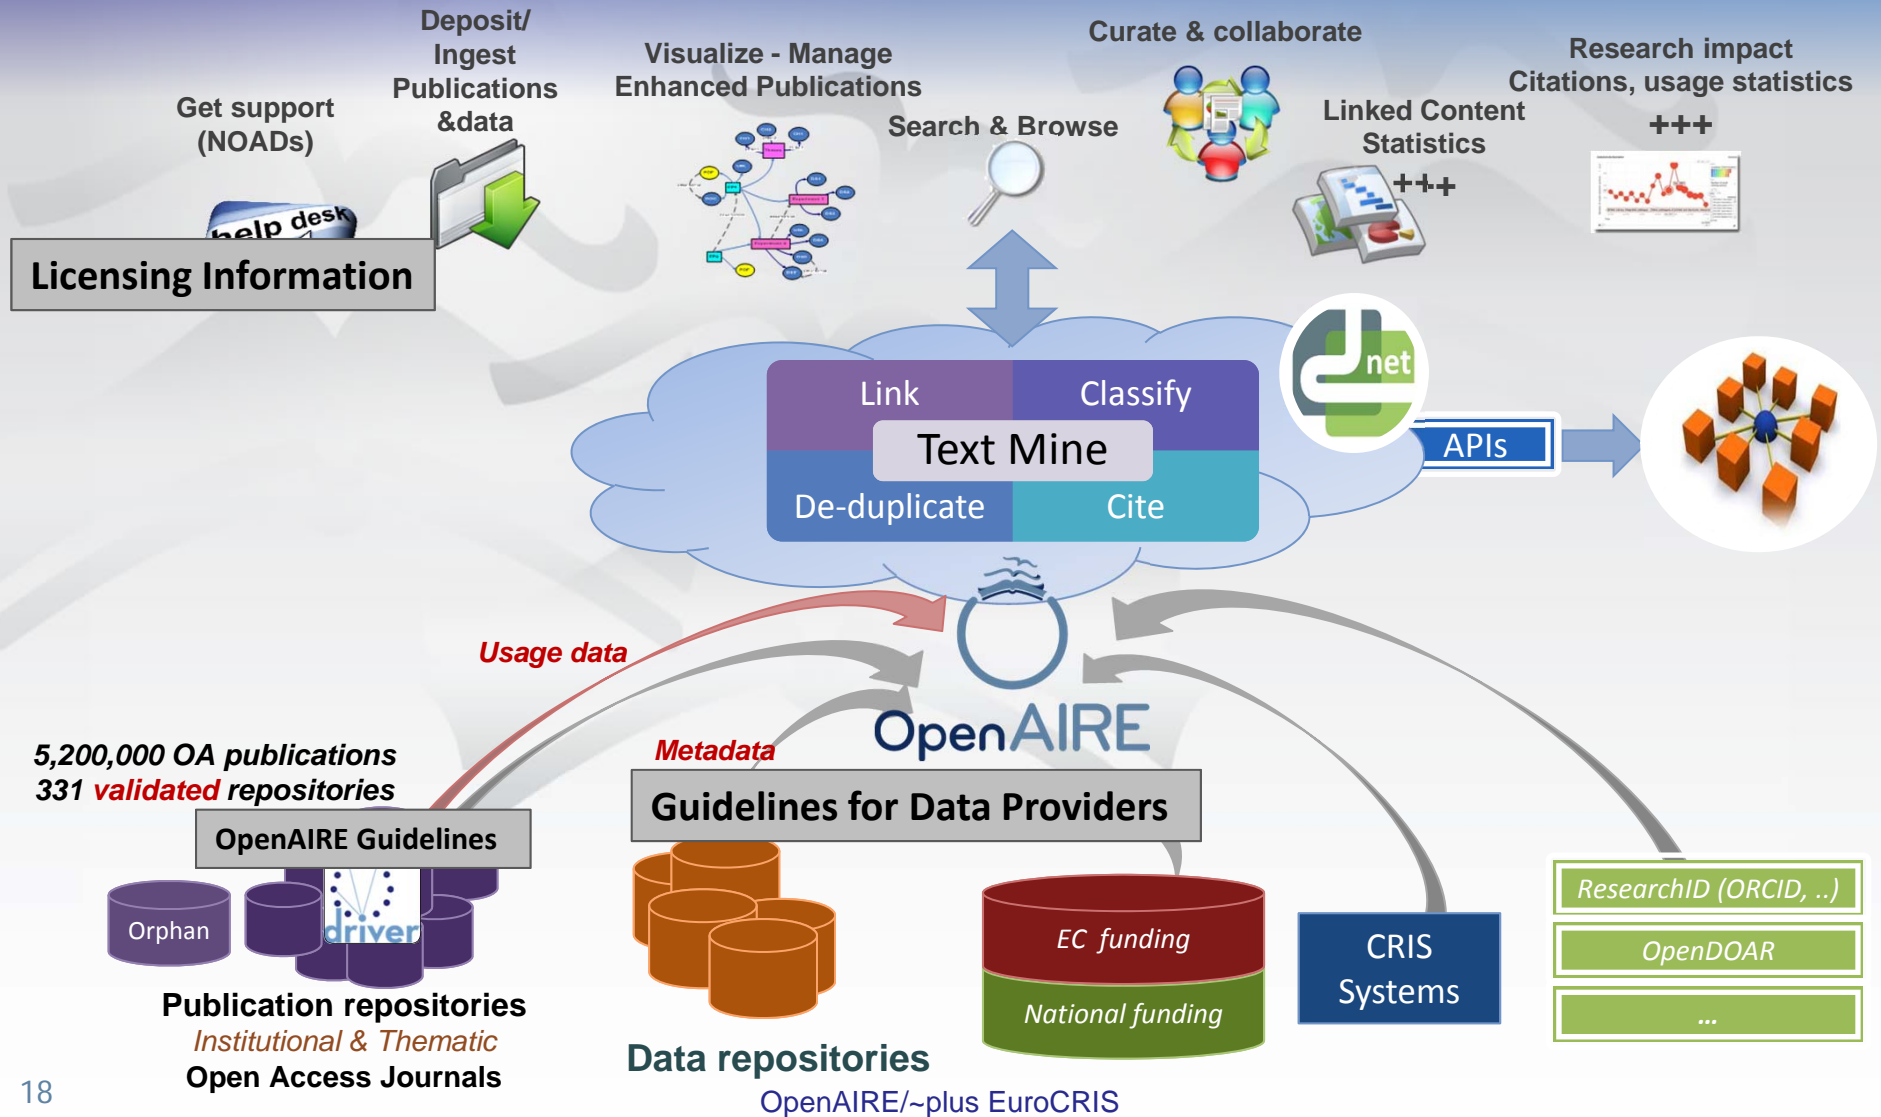 Deposit/
Ingest
Publications
&data
Get support
(NOADs)
Visualize - Manage
Enhanced Publications
Search & Browse
Curate & collaborate
Linked Content
Statistics
+++
Research impact
Citations, usage statistics
+++
help desk
Licensing Information
Link
Classify
Text Mine
De-duplicate
Cite
net
APIs
Usage data
OpenAIRE
Metadata
5,200,000 OA publications
331 validated repositories
OpenAIRE Guidelines
Guidelines for Data Providers
Orphan
driver
Publication repositories
Institutional & Thematic
Open Access Journals
Data repositories
EC funding
National funding
CRIS
Systems
ResearchID (ORCID, ..)
OpenDOAR
...
18
OpenAIRE/~plus EuroCRIS